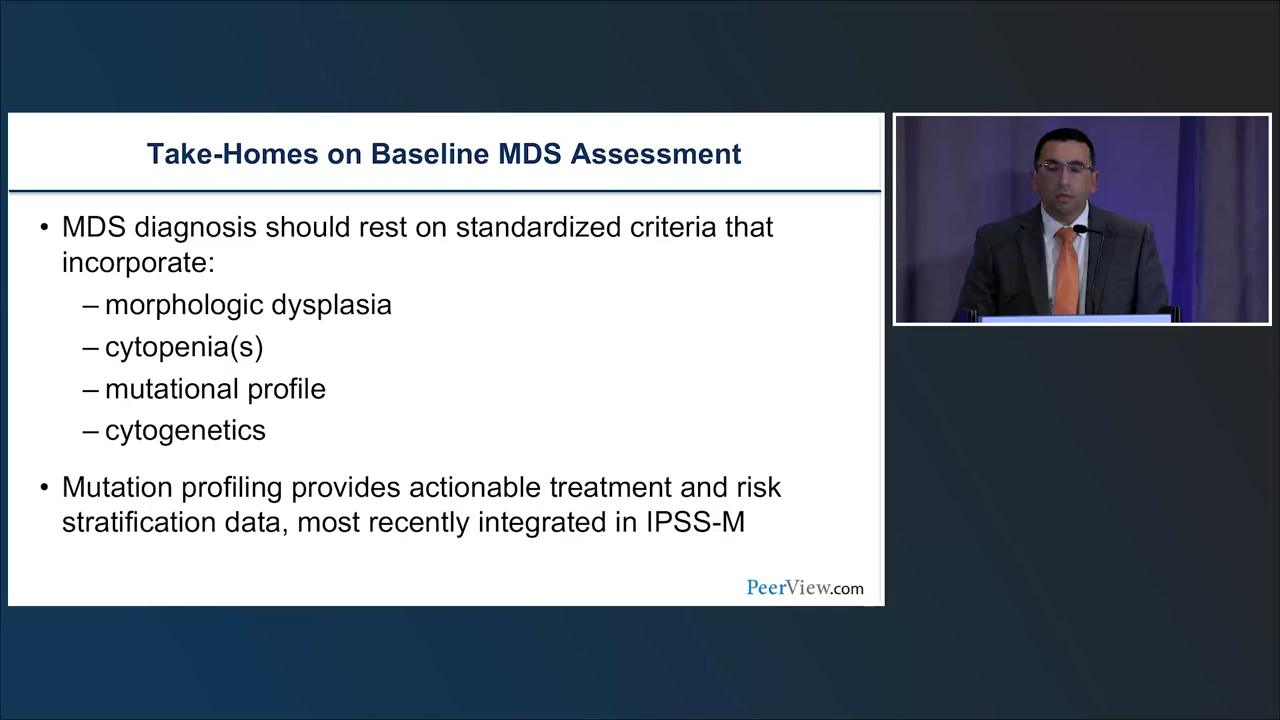 Take-Homes on Baseline MDS Assessment
• MDS diagnosis should rest on standardized criteria that
incorporate:
– morphologic dysplasia
– cytopenia(s)
– mutational profile
– cytogenetics
• Mutation profiling provides actionable treatment and risk
stratification data, most recently integrated in IPSS-M
PeerView.com